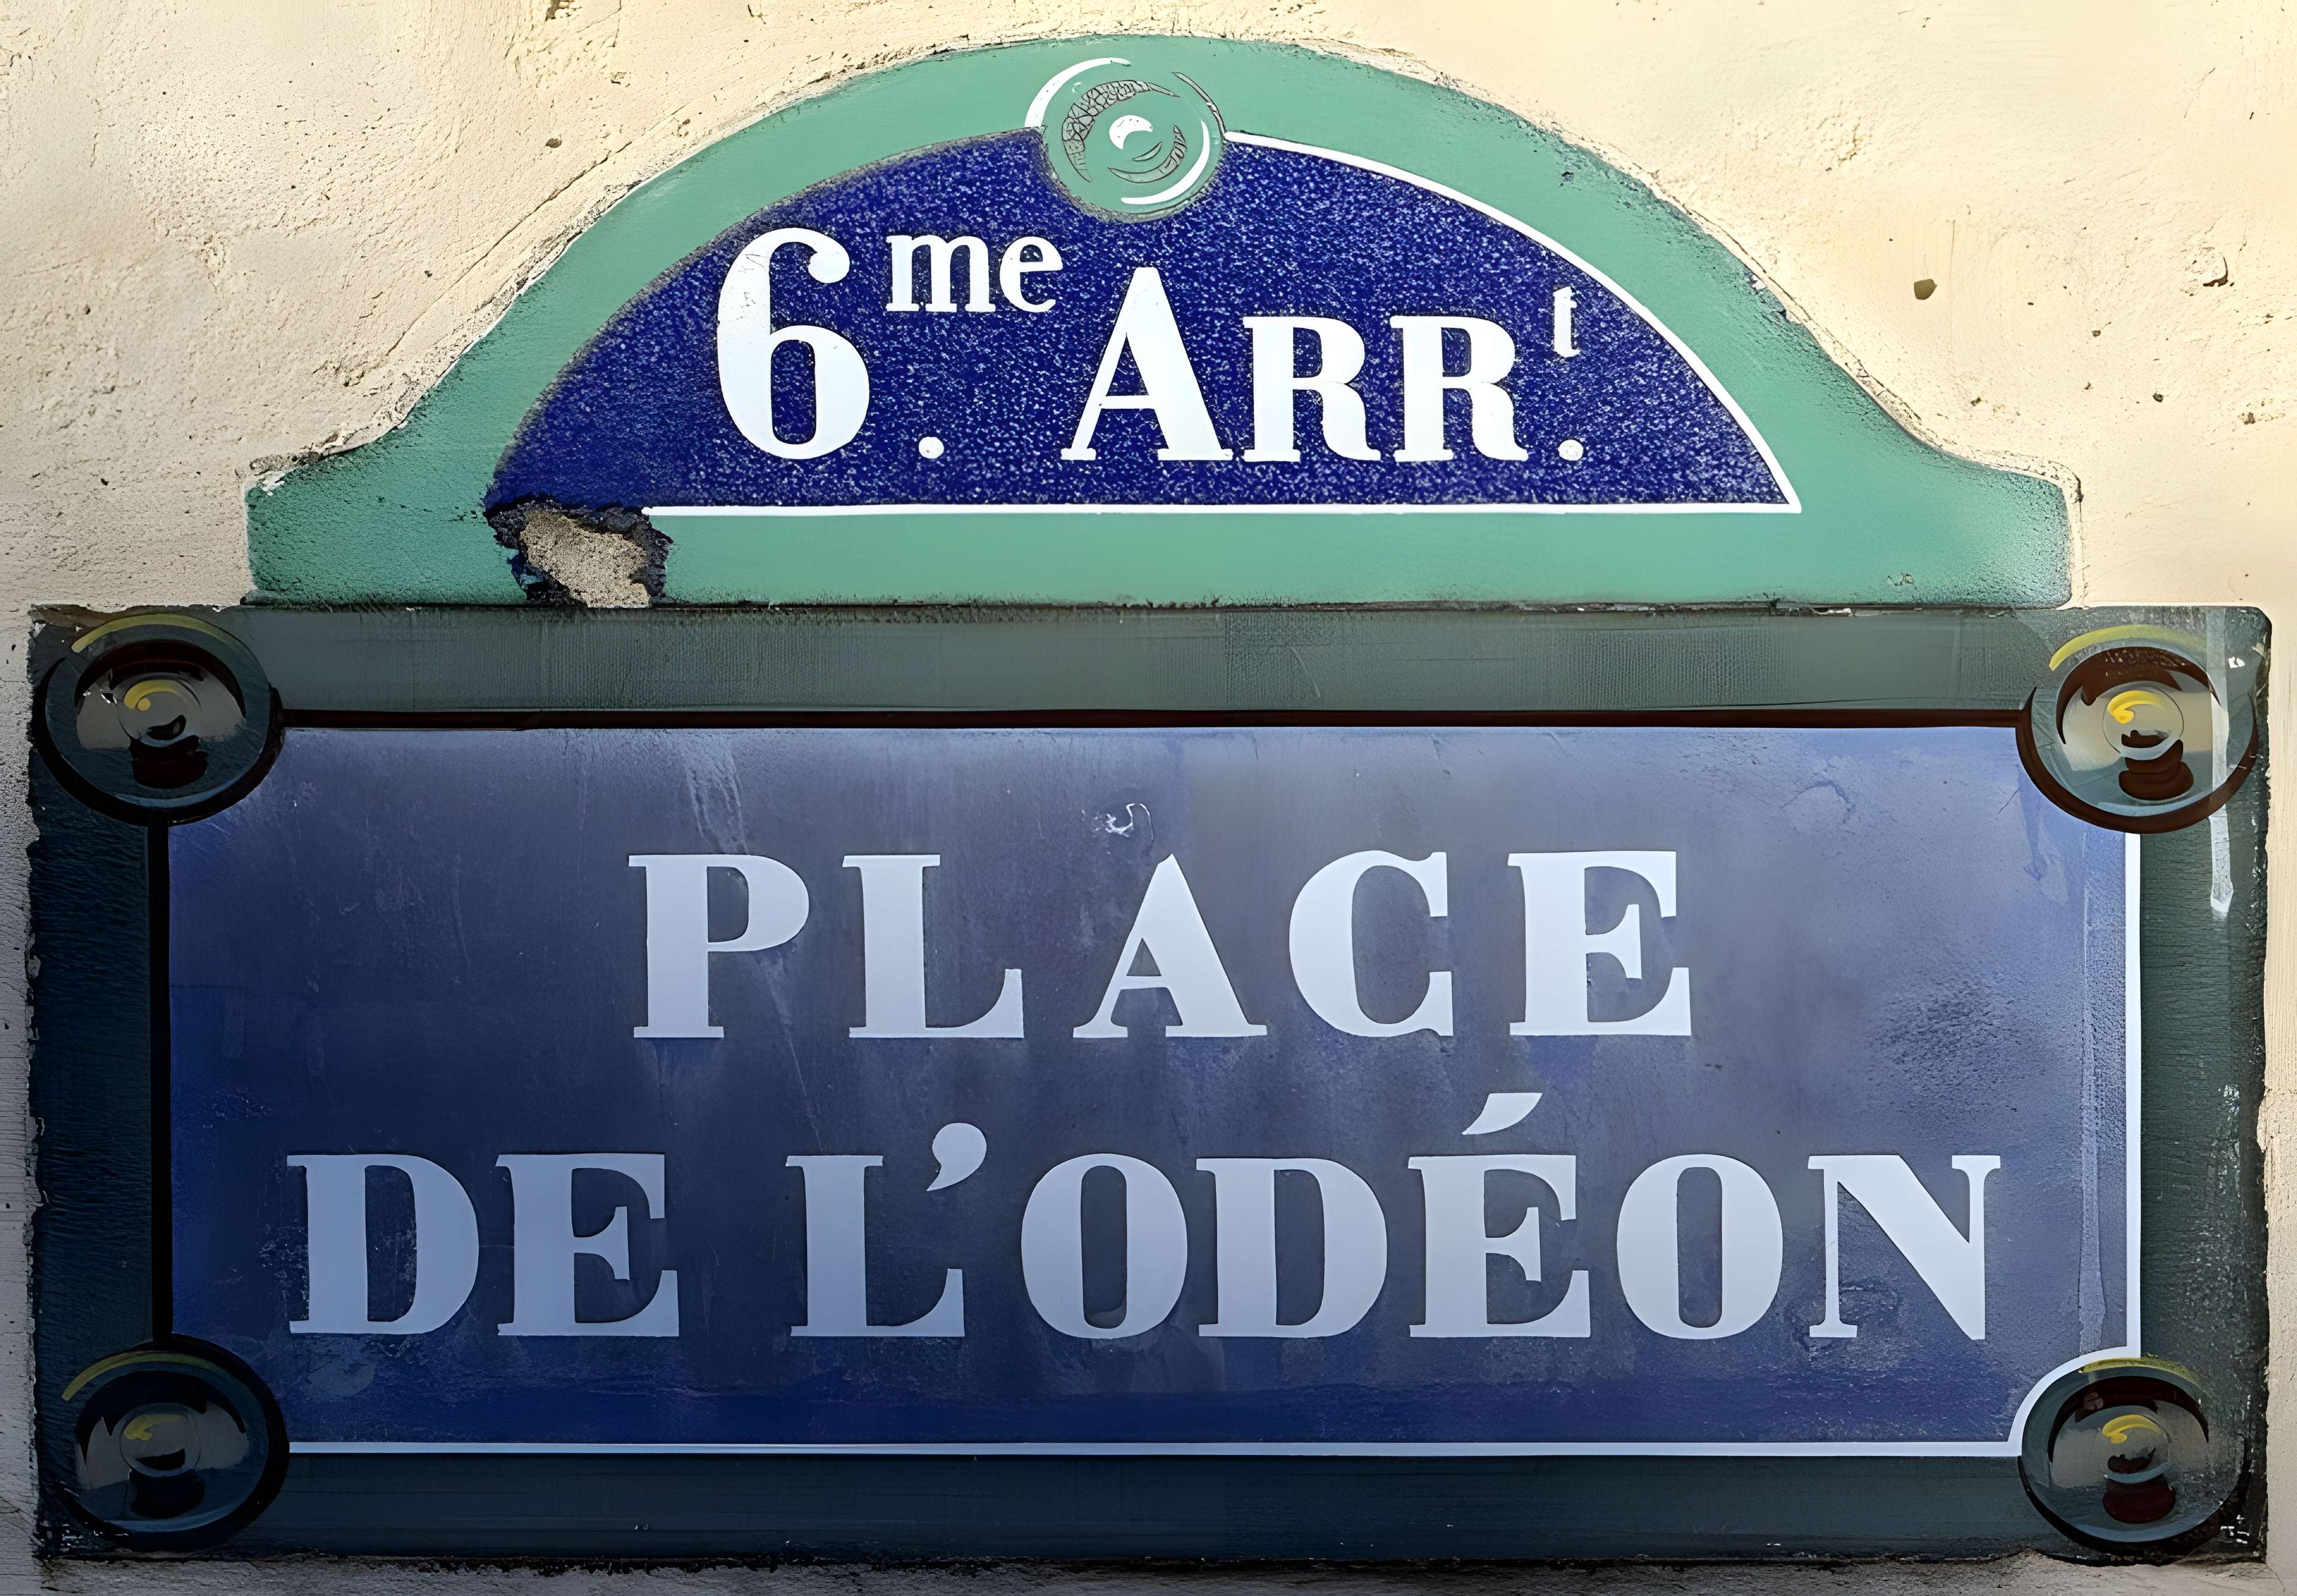 6me. ARRt.
PLACE
DE L'ODÉON